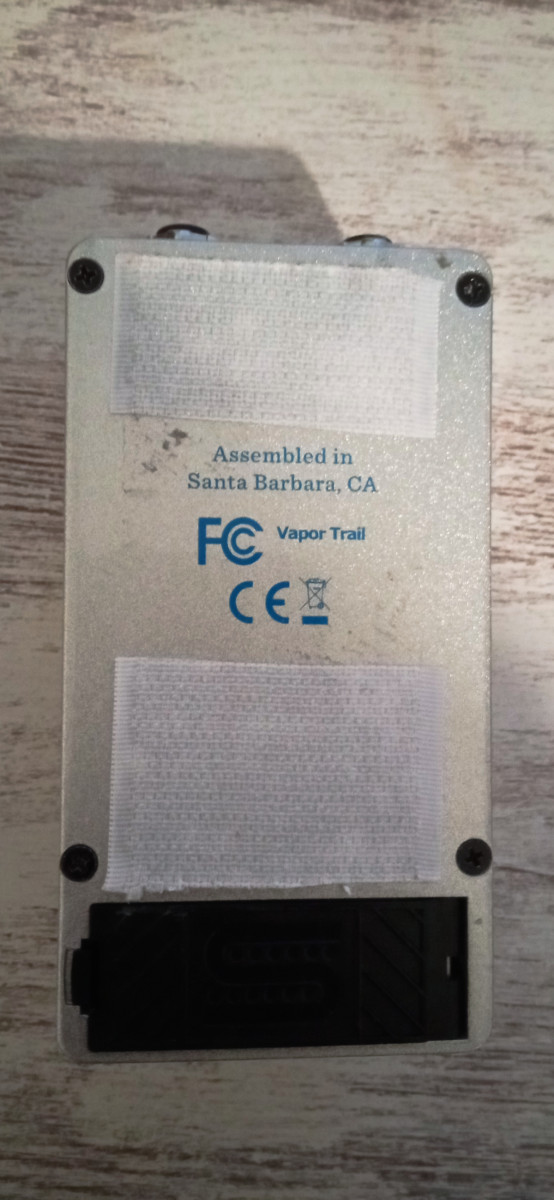 Assembled in
Santa Barbara, CA
FC Vapor Trail
CE